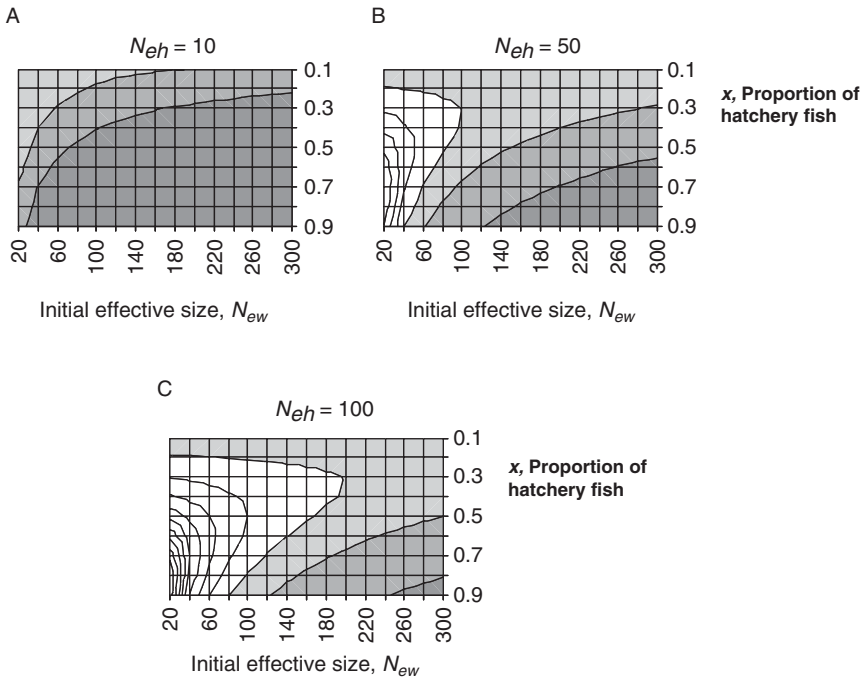 A
N_eh = 10
0.1
0.3
0.5
0.7
0.9
20 60 100 140 180 220 260 300
Initial effective size, N_ew
B
N_eh = 50
0.1
0.3
0.5
0.7
0.9
x, Proportion of
hatchery fish
20 60 100 140 180 220 260 300
Initial effective size, N_ew
C
N_eh = 100
0.1
0.3
0.5
0.7
0.9
x, Proportion of
hatchery fish
20 60 100 140 180 220 260 300
Initial effective size, N_ew